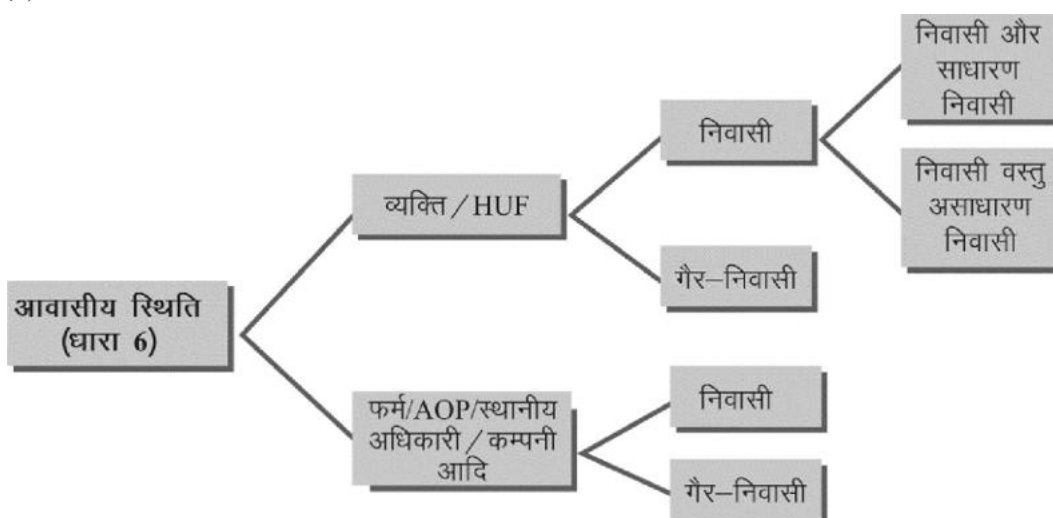 आवासीय स्थिति
(धारा 6)
व्यक्ति/HUF
निवासी
निवासी और
साधारण
निवासी
निवासी वस्तु
असाधारण
निवासी
गैर–निवासी
फर्म/AOP/स्थानीय
अधिकारी/कम्पनी
आदि
निवासी
गैर–निवासी